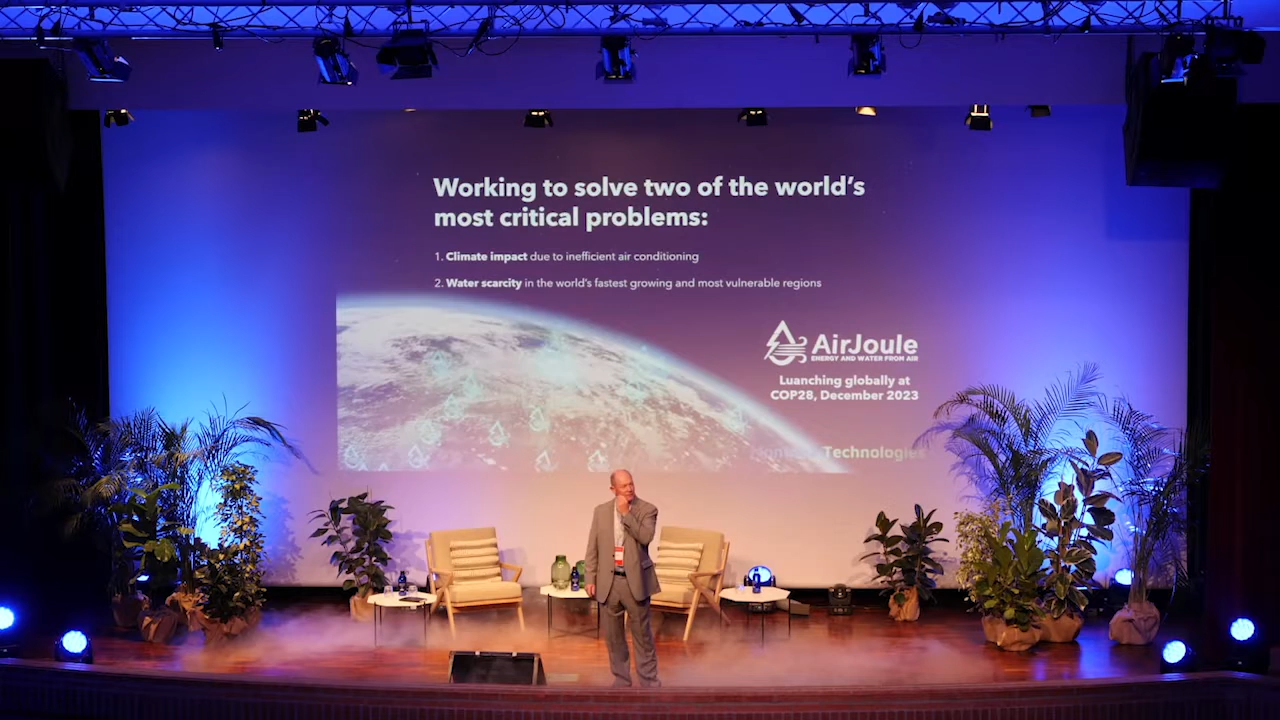 Working to solve two of the world's
most critical problems:
1. Climate impact due to inefficient air conditioning
2. Water scarcity in the world's fastest growing and most vulnerable regions
AirJoule
ENERGY AND WATER FROM AIR
Luanching globally at
COP28, December 2023
Technologies